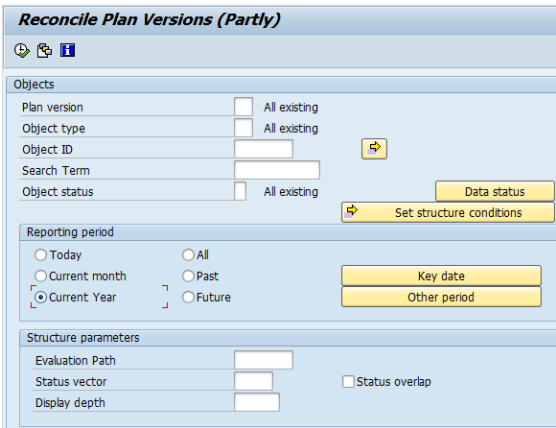 Reconcile Plan Versions (Partly)
Objects
Plan version All existing
Object type All existing
Object ID
Search Term
Object status All existing Data status
Set structure conditions
Reporting period
Today All
Current month Past Key date
Current Year Future Other period
Structure parameters
Evaluation Path
Status vector Status overlap
Display depth